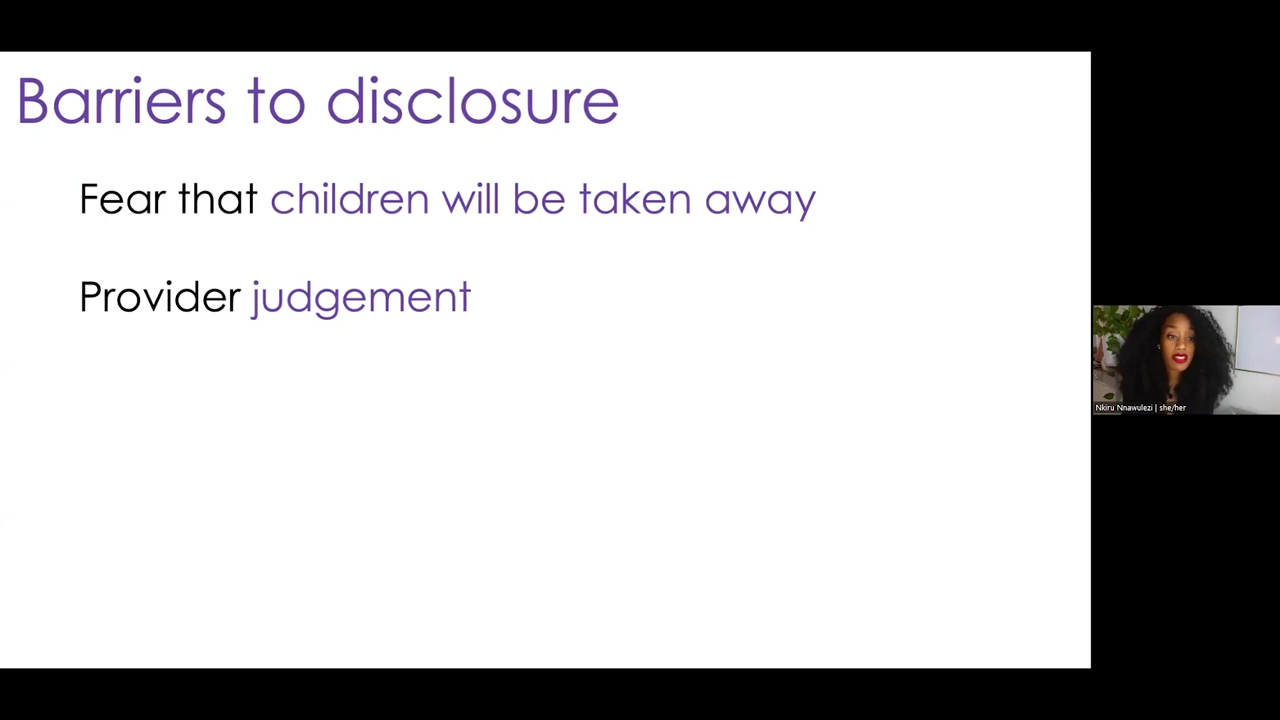 Barriers to disclosure
Fear that children will be taken away
Provider judgement
Nkiru Nnawulezi | she/her